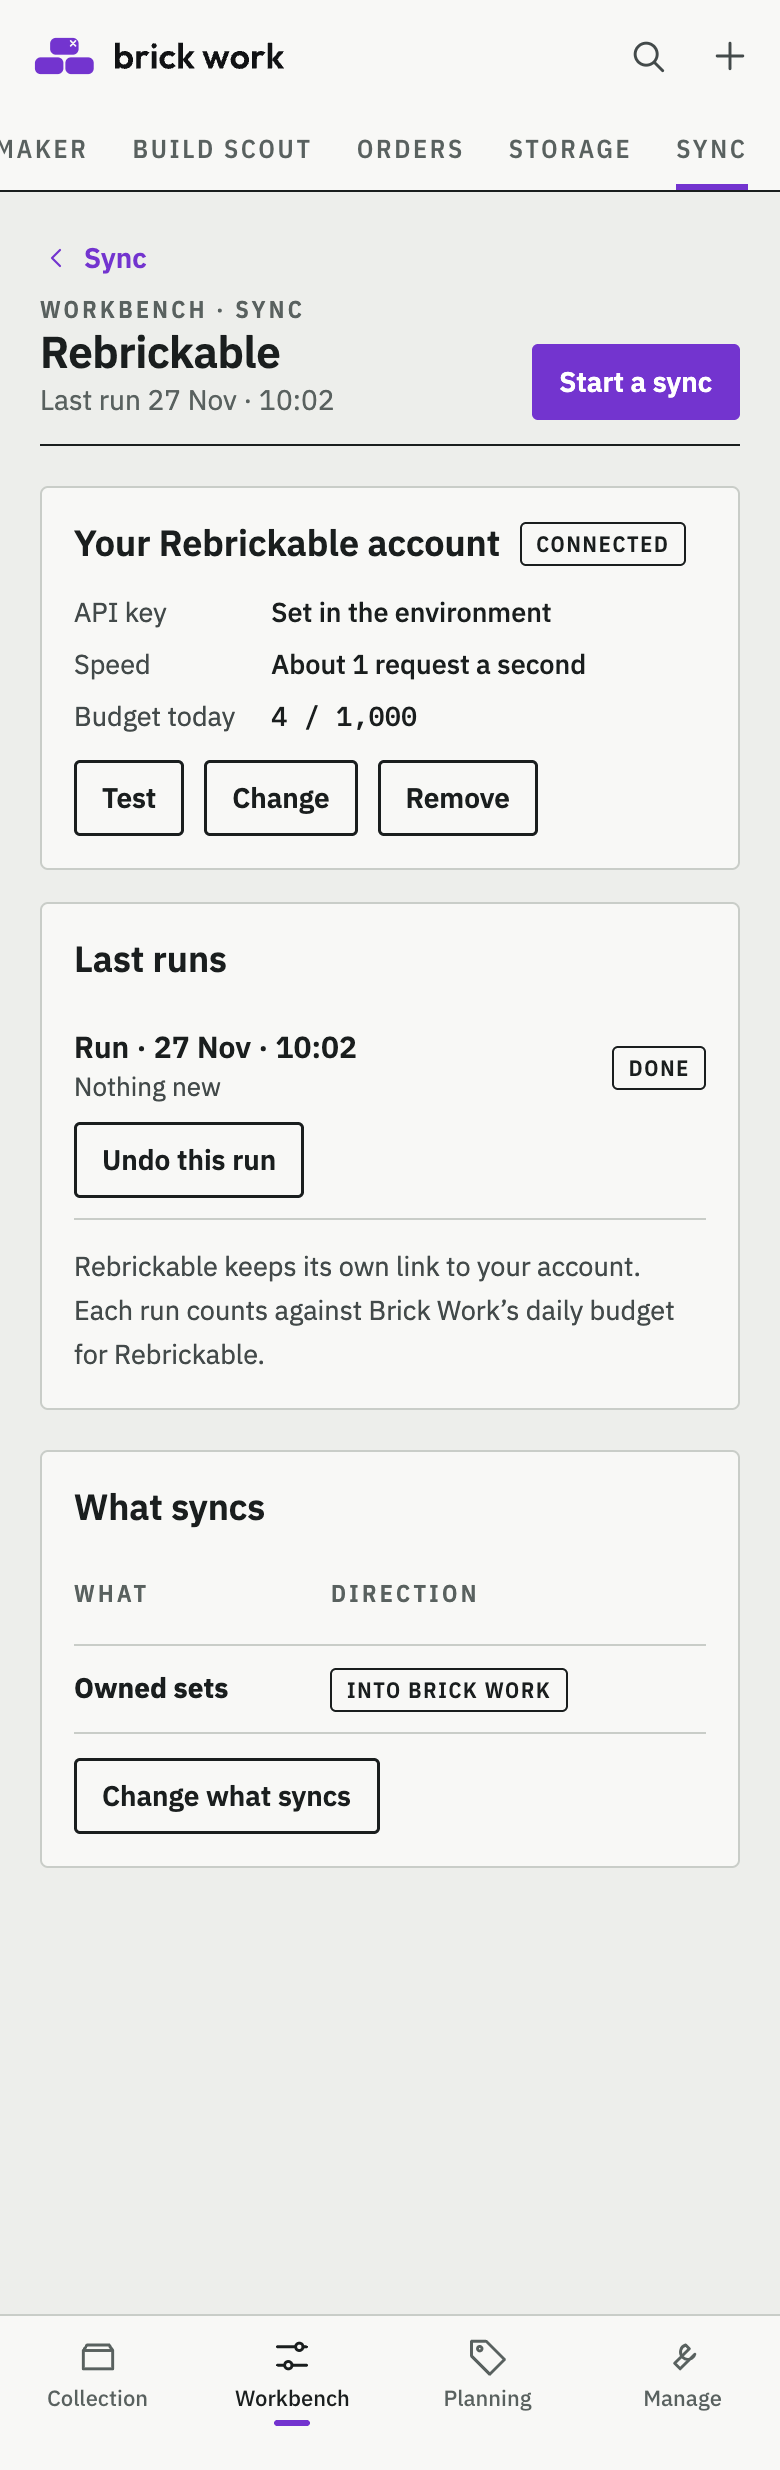 brick work
MAKER BUILD SCOUT ORDERS STORAGE SYNC
Sync
WORKBENCH · SYNC
Rebrickable
Last run 27 Nov · 10:02
Start a sync
Your Rebrickable account CONNECTED
API key Set in the environment
Speed About 1 request a second
Budget today 4 / 1,000
Test Change Remove
Last runs
Run · 27 Nov · 10:02
Nothing new
DONE
Undo this run
Rebrickable keeps its own link to your account.
Each run counts against Brick Work’s daily budget
for Rebrickable.
What syncs
WHAT DIRECTION
Owned sets INTO BRICK WORK
Change what syncs
Collection Workbench Planning Manage